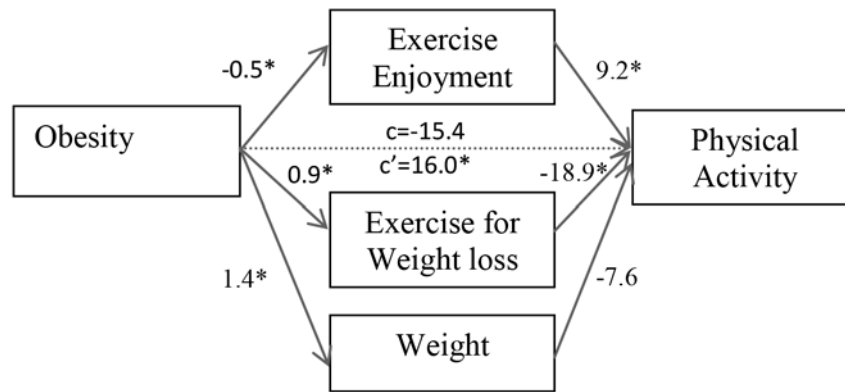 Exercise
Enjoyment
-0.5*
9.2*
Obesity
c=-15.4
c’=16.0*
Physical
Activity
0.9*
-18.9*
Exercise for
Weight loss
1.4*
-7.6
Weight